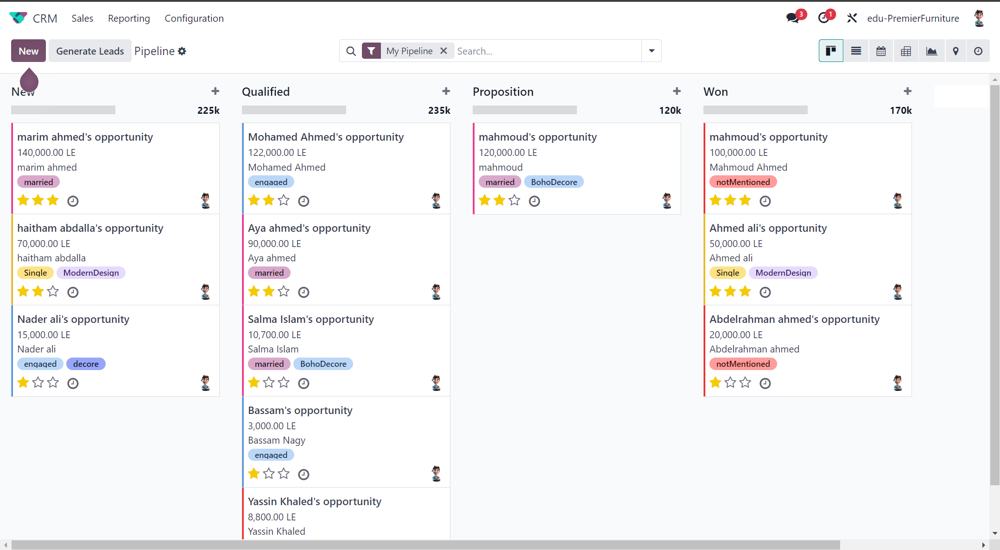 CRM Sales Reporting Configuration 3 1 edu-PremierFurniture
New Generate Leads Pipeline My Pipeline Search...
New
225k
marim ahmed's opportunity
140,000.00 LE
marim ahmed
married
haitham abdalla's opportunity
70,000.00 LE
haitham abdalla
Single ModernDesign
Nader ali's opportunity
15,000.00 LE
Nader ali
engaged decore
Qualified
235k
Mohamed Ahmed's opportunity
122,000.00 LE
Mohamed Ahmed
engaged
Aya ahmed's opportunity
90,000.00 LE
Aya ahmed
married
Salma Islam's opportunity
10,700.00 LE
Salma Islam
married BohoDecore
Bassam's opportunity
3,000.00 LE
Bassam Nagy
engaged
Yassin Khaled's opportunity
8,800.00 LE
Yassin Khaled
Proposition
120k
mahmoud's opportunity
120,000.00 LE
mahmoud
married BohoDecore
Won
170k
mahmoud's opportunity
100,000.00 LE
Mahmoud Ahmed
notMentioned
Ahmed ali's opportunity
50,000.00 LE
Ahmed ali
Single ModernDesign
Abdelrahman ahmed's opportunity
20,000.00 LE
Abdelrahman ahmed
notMentioned